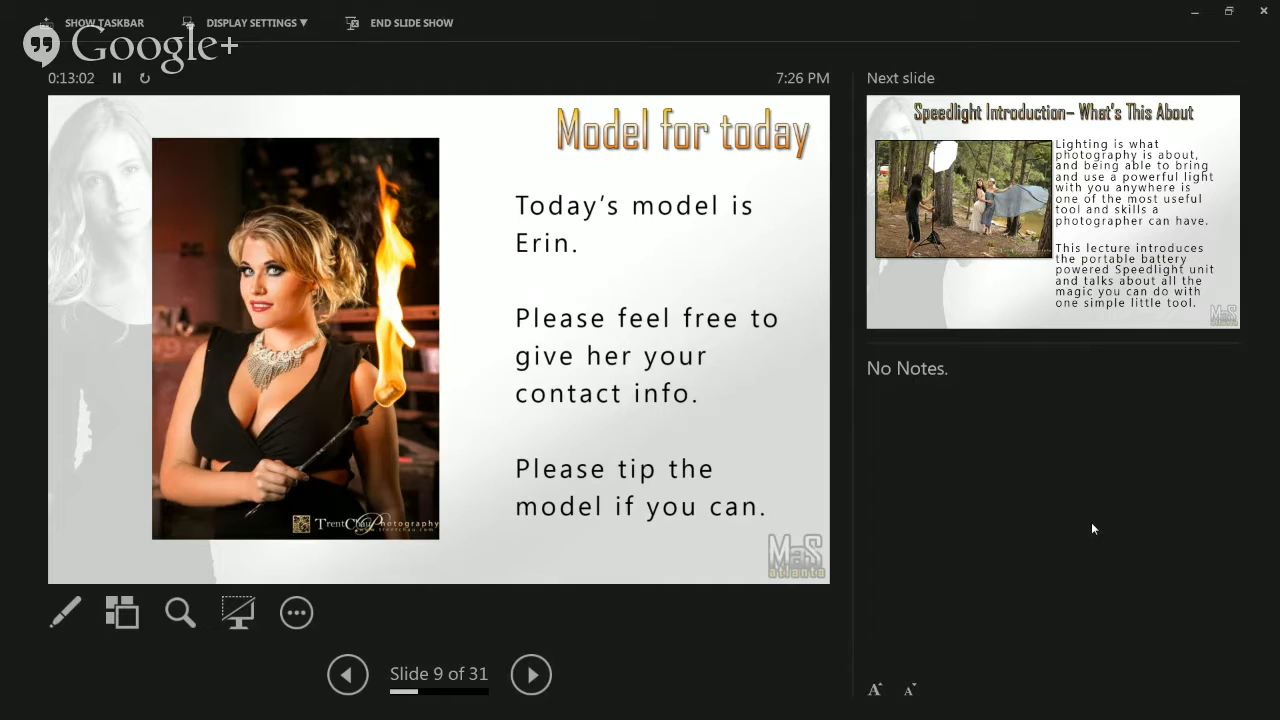 SHOW TASKBAR DISPLAY SETTINGS ▼ END SLIDE SHOW
Google+
0:13:02 7:26 PM
Model for today
Today's model is
Erin.
Please feel free to
give her your
contact info.
Please tip the
model if you can.
TrentChau Photography
www.trentchau.com
MaS
atlanta
Slide 9 of 31
Next slide
Speedlight Introduction– What's This About
Lighting is what
photography is about,
and being able to bring
and use a powerful light
with you anywhere is
one of the most useful
tool and skills a
photographer can have.
This lecture introduces
the portable battery
powered Speedlight unit
and talks about all the
magic you can do with
one simple little tool.
MaS
atlanta
No Notes.
A A